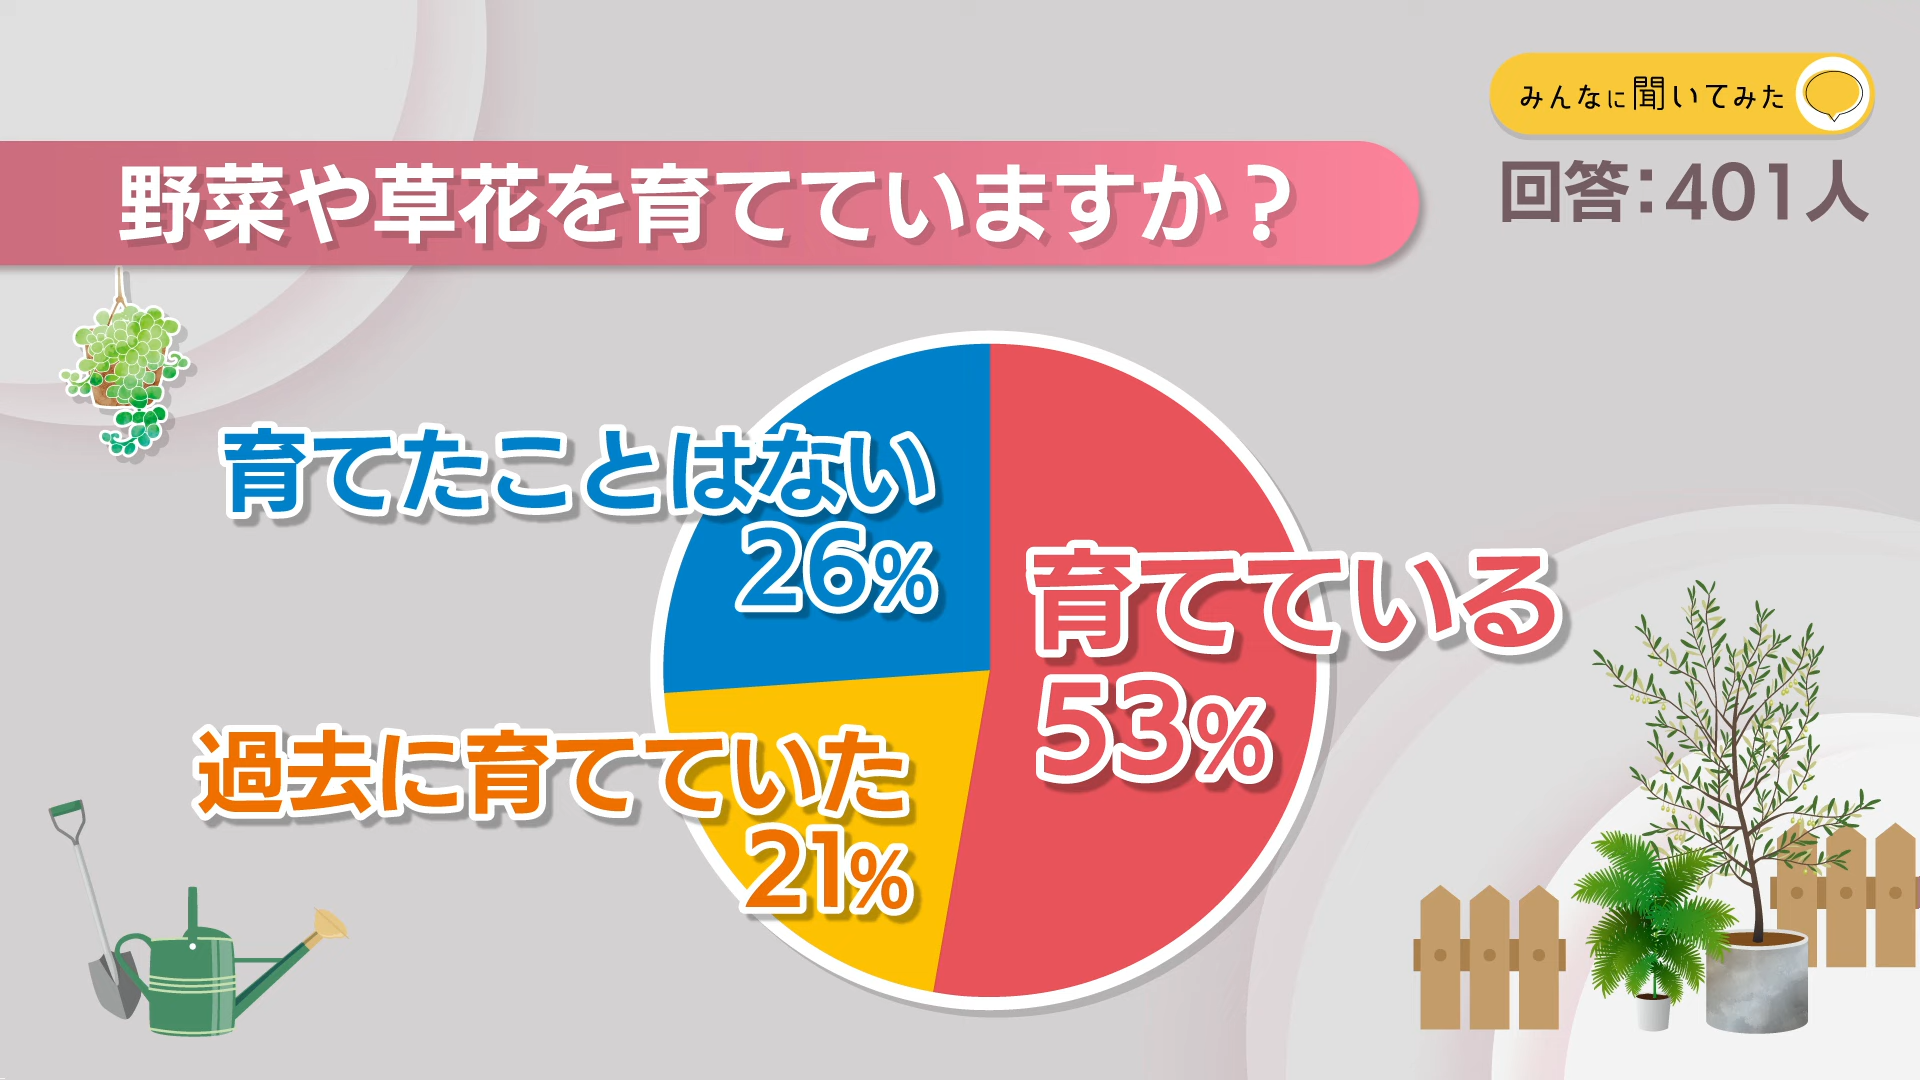 みんなに聞いてみた
野菜や草花を育てていますか？
回答：401人
育てたことはない
26%
育てている
53%
過去に育てていた
21%